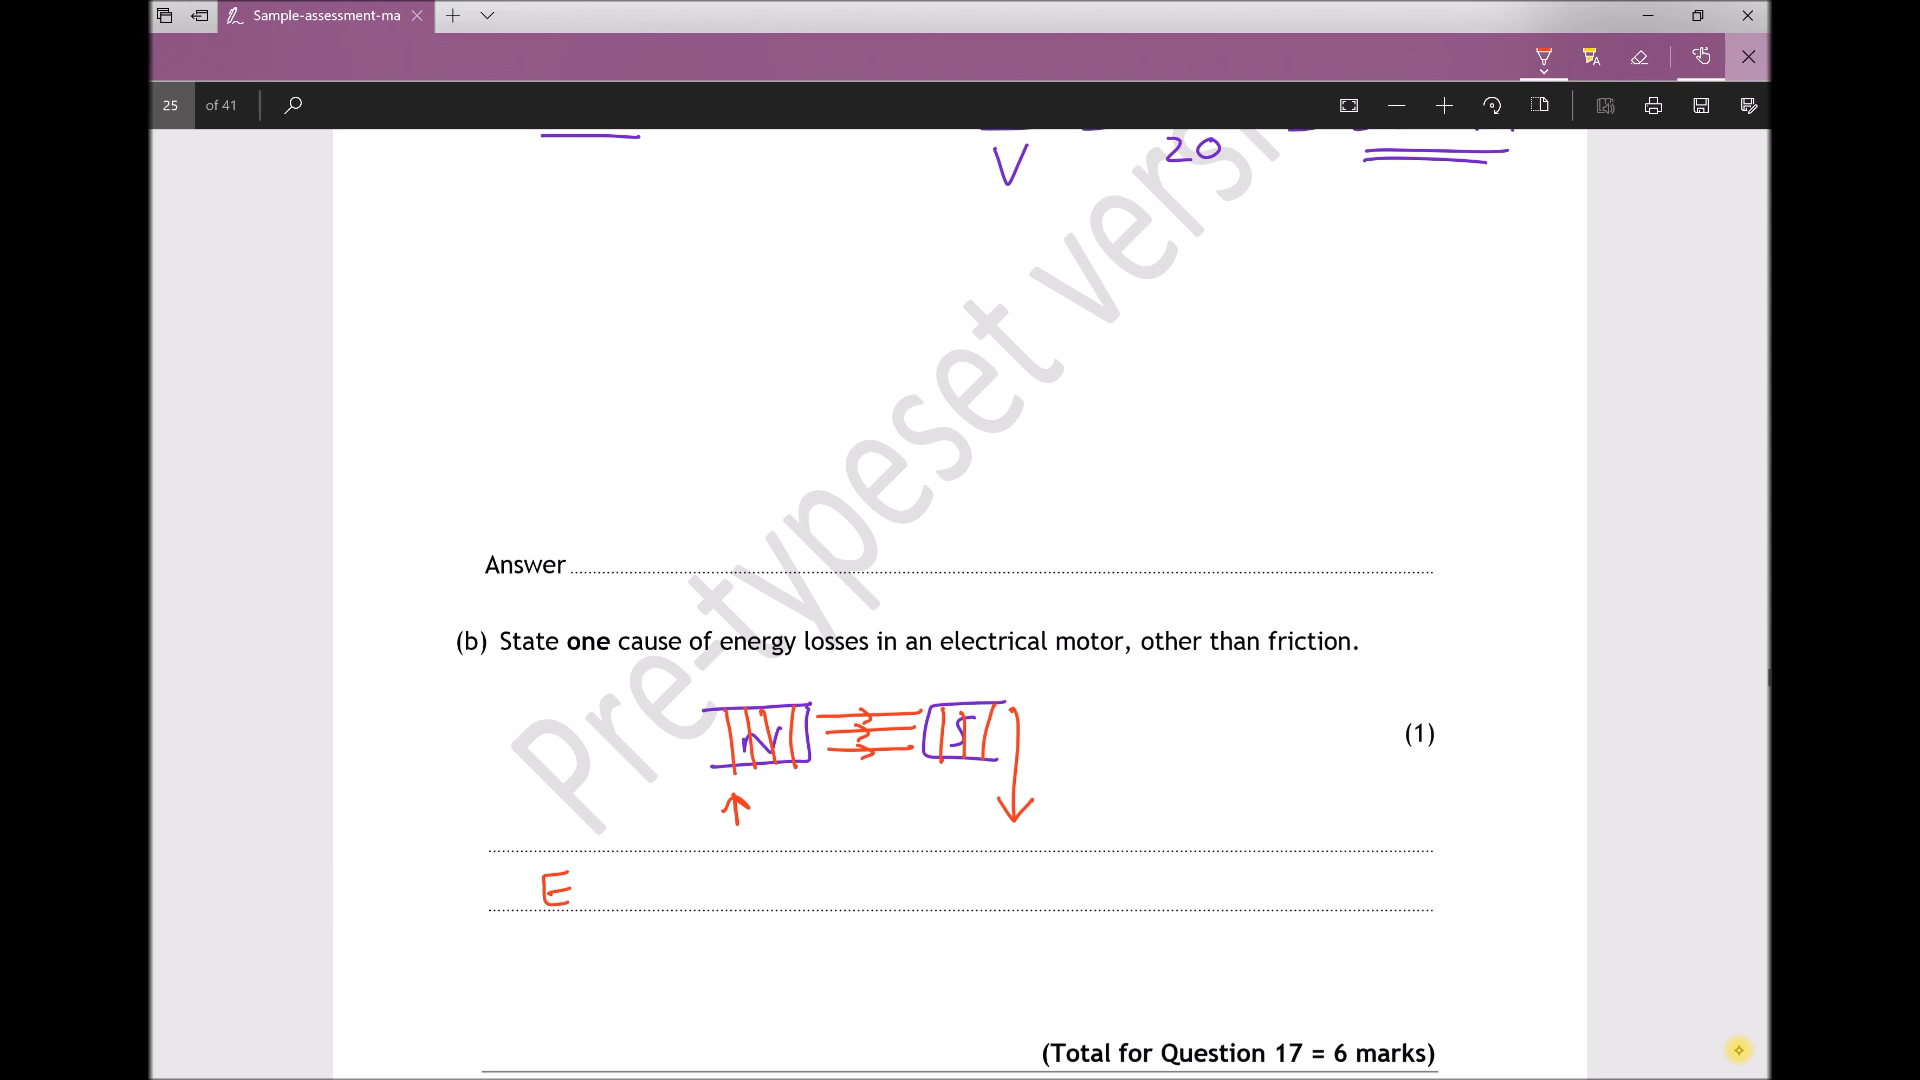 Sample-assessment-ma
25 of 41
V
20
Pre-typeset versi
Answer
(b) State one cause of energy losses in an electrical motor, other than friction.
N S
(1)
E
(Total for Question 17 = 6 marks)